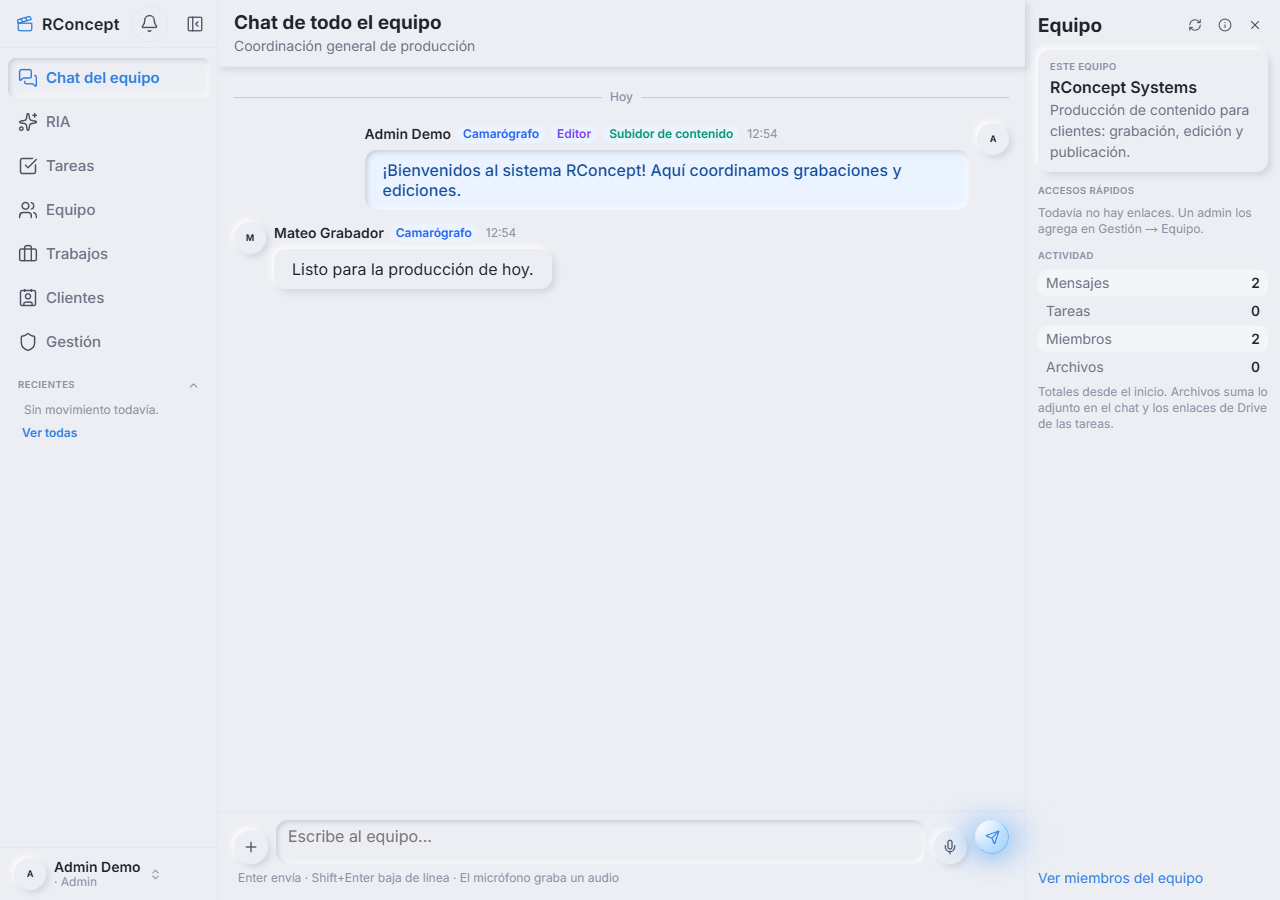 RConcept
Chat del equipo
RIA
Tareas
Equipo
Trabajos
Clientes
Gestión
RECIENTES
Sin movimiento todavía.
Ver todas
A
Admin Demo
· Admin
Chat de todo el equipo
Coordinación general de producción
Hoy
Admin Demo Camarógrafo Editor Subidor de contenido 12:54
A
¡Bienvenidos al sistema RConcept! Aquí coordinamos grabaciones y
ediciones.
M
Mateo Grabador Camarógrafo 12:54
Listo para la producción de hoy.
Escribe al equipo...
Enter envía · Shift+Enter baja de línea · El micrófono graba un audio
Equipo
ESTE EQUIPO
RConcept Systems
Producción de contenido para
clientes: grabación, edición y
publicación.
ACCESOS RÁPIDOS
Todavía no hay enlaces. Un admin los
agrega en Gestión → Equipo.
ACTIVIDAD
Mensajes 2
Tareas 0
Miembros 2
Archivos 0
Totales desde el inicio. Archivos suma lo
adjunto en el chat y los enlaces de Drive
de las tareas.
Ver miembros del equipo